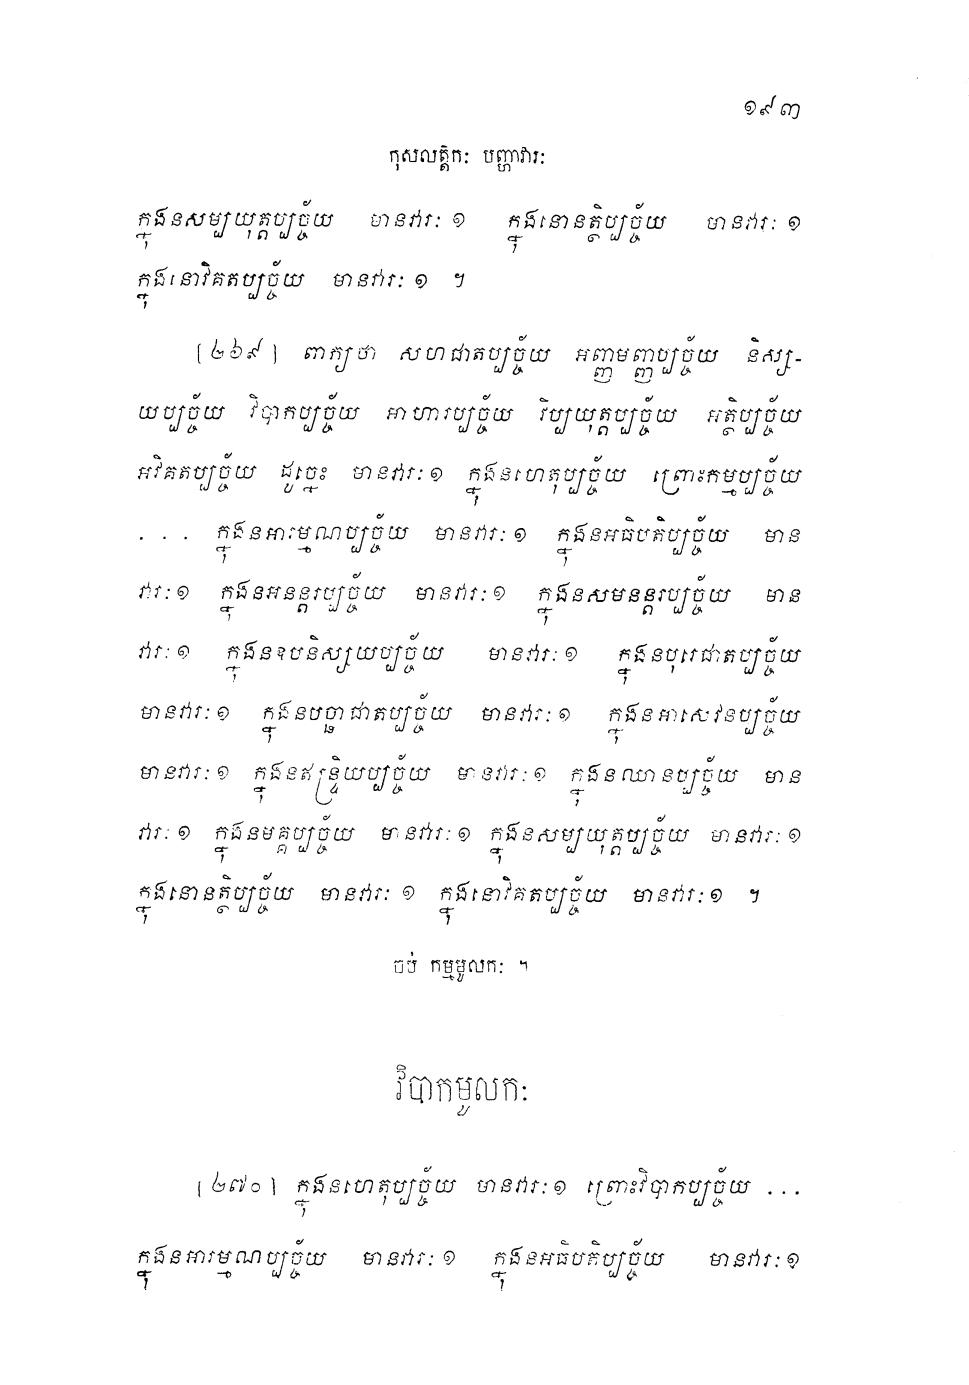 ១៩៣
កុសលត្តិកៈ បញ្ហាវារៈ
ក្នុងនសម្បយុត្តប្បច្ច័យ មានវារៈ ១ ក្នុងនោនត្ថិប្បច្ច័យ មានវារៈ ១
ក្នុងនោវិគតប្បច្ច័យ មានវារៈ ១ ។
[២៦៩] ពាក្យថា សហជាតប្បច្ច័យ អញ្ញមញ្ញប្បច្ច័យ និស្ស-
យប្បច្ច័យ វិបាកប្បច្ច័យ អាហារប្បច្ច័យ វិប្បយុត្តប្បច្ច័យ អត្ថិប្បច្ច័យ
អវិគតប្បច្ច័យ ដូច្នេះ មានវារៈ ១ ក្នុងនហេតុប្បច្ច័យ ព្រោះកម្មប្បច្ច័យ
. . . ក្នុងនអារម្មណប្បច្ច័យ មានវារៈ ១ ក្នុងនអធិបតិប្បច្ច័យ មាន
វារៈ ១ ក្នុងនអនន្តរប្បច្ច័យ មានវារៈ ១ ក្នុងនសមនន្តរប្បច្ច័យ មាន
វារៈ ១ ក្នុងនឧបនិស្សយប្បច្ច័យ មានវារៈ ១ ក្នុងនបុរេជាតប្បច្ច័យ
មានវារៈ ១ ក្នុងនបច្ឆាជាតប្បច្ច័យ មានវារៈ ១ ក្នុងនអាសេវនប្បច្ច័យ
មានវារៈ ១ ក្នុងនឥន្ទ្រិយប្បច្ច័យ មានវារៈ ១ ក្នុងនឈានប្បច្ច័យ មាន
វារៈ ១ ក្នុងនមគ្គប្បច្ច័យ មានវារៈ ១ ក្នុងនសម្បយុត្តប្បច្ច័យ មានវារៈ ១
ក្នុងនោនត្ថិប្បច្ច័យ មានវារៈ ១ ក្នុងនោវិគតប្បច្ច័យ មានវារៈ ១ ។
ចប់ កម្មមូលកៈ ។
វិបាកមូលកៈ
[២៧០] ក្នុងនហេតុប្បច្ច័យ មានវារៈ ១ ព្រោះវិបាកប្បច្ច័យ . . .
ក្នុងនអារម្មណប្បច្ច័យ មានវារៈ ១ ក្នុងនអធិបតិប្បច្ច័យ មានវារៈ ១